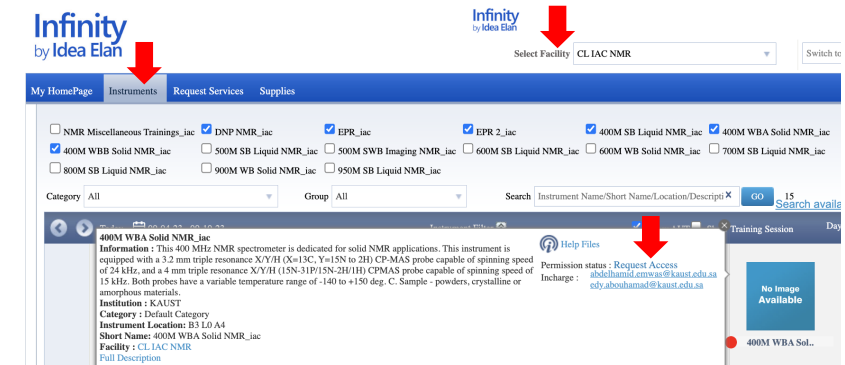 Infinity
by Idea Elan
Infinity
by Idea Elan
Select Facility CL IAC NMR
Switch to
My HomePage Instruments Request Services Supplies
NMR Miscellaneous Trainings_iac DNP NMR_iac EPR_iac EPR 2_iac 400M SB Liquid NMR_iac 400M WBA Solid NMR_iac
400M WBB Solid NMR_iac 500M SB Liquid NMR_iac 500M SWB Imaging NMR_iac 600M SB Liquid NMR_iac 600M WB Solid NMR_iac 700M SB Liquid NMR_iac
800M SB Liquid NMR_iac 900M WB Solid NMR_iac 950M SB Liquid NMR_iac
Category All Group All Search Instrument Name/Short Name/Location/Descripti X GO 15
Search availa
Training Session Day
400M WBA Solid NMR_iac
Information : This 400 MHz NMR spectrometer is dedicated for solid NMR applications. This instrument is
equipped with a 3.2 mm triple resonance X/Y/H (X=13C, Y=15N to 2H) CP-MAS probe capable of spinning speed
of 24 kHz, and a 4 mm triple resonance X/Y/H (15N-31P/15N-2H/1H) CPMAS probe capable of spinning speed of
15 kHz. Both probes have a variable temperature range of -140 to +150 deg. C. Sample - powders, crystalline or
amorphous materials.
Institution : KAUST
Category : Default Category
Instrument Location: B3 L0 A4
Short Name: 400M WBA Solid NMR_iac
Facility : CL IAC NMR
Full Description
Help Files
Permission status : Request Access
Incharge : abdelhamid.emwas@kaust.edu.sa
edy.abouhamad@kaust.edu.sa
No Image
Available
400M WBA Sol..